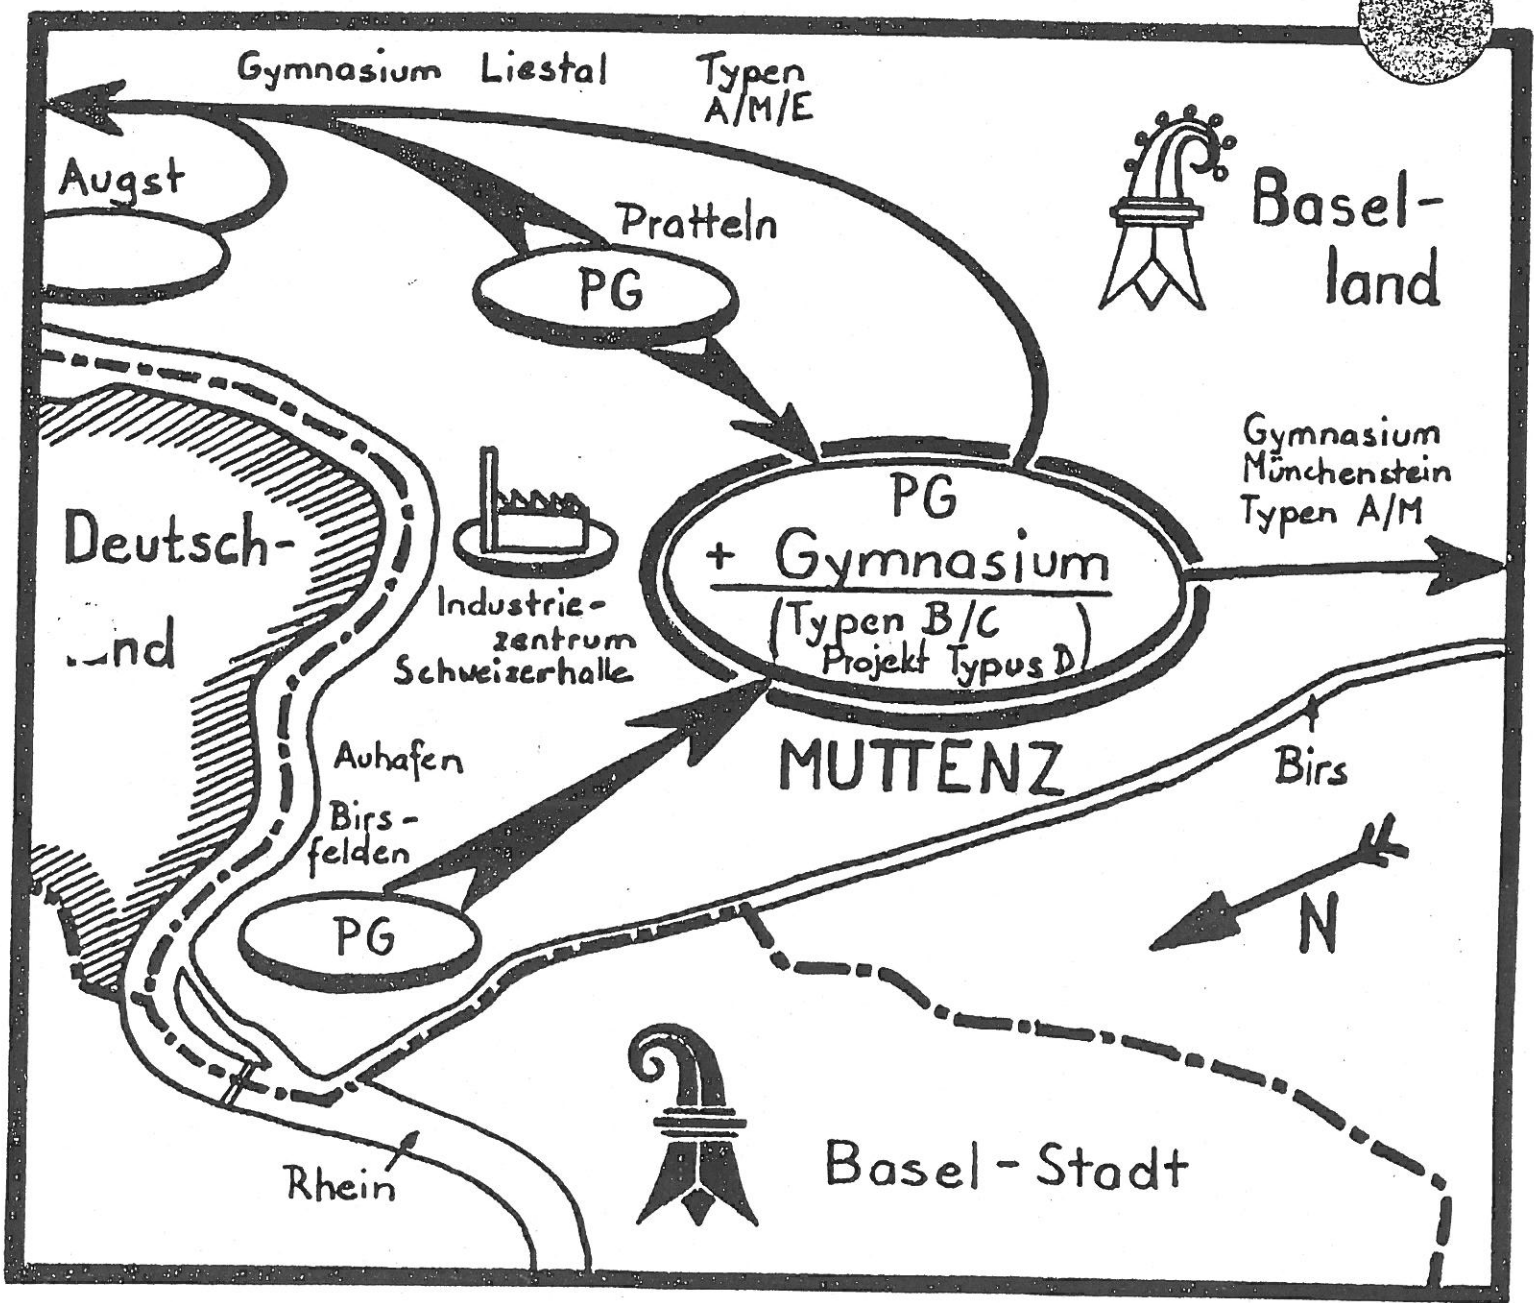 Gymnasium Liestal Typen
A/M/E
Augst
Pratteln
PG
Basel-
land
Gymnasium
Münchenstein
Typen A/M
PG
+ Gymnasium
(Typen B/C
Projekt Typus D)
MUTTENZ
Deutsch-
nd
Industrie-
zentrum
Schweizerhalle
Auhafen
Birs-
felden
PG
Birs
N
Rhein
Basel-Stadt